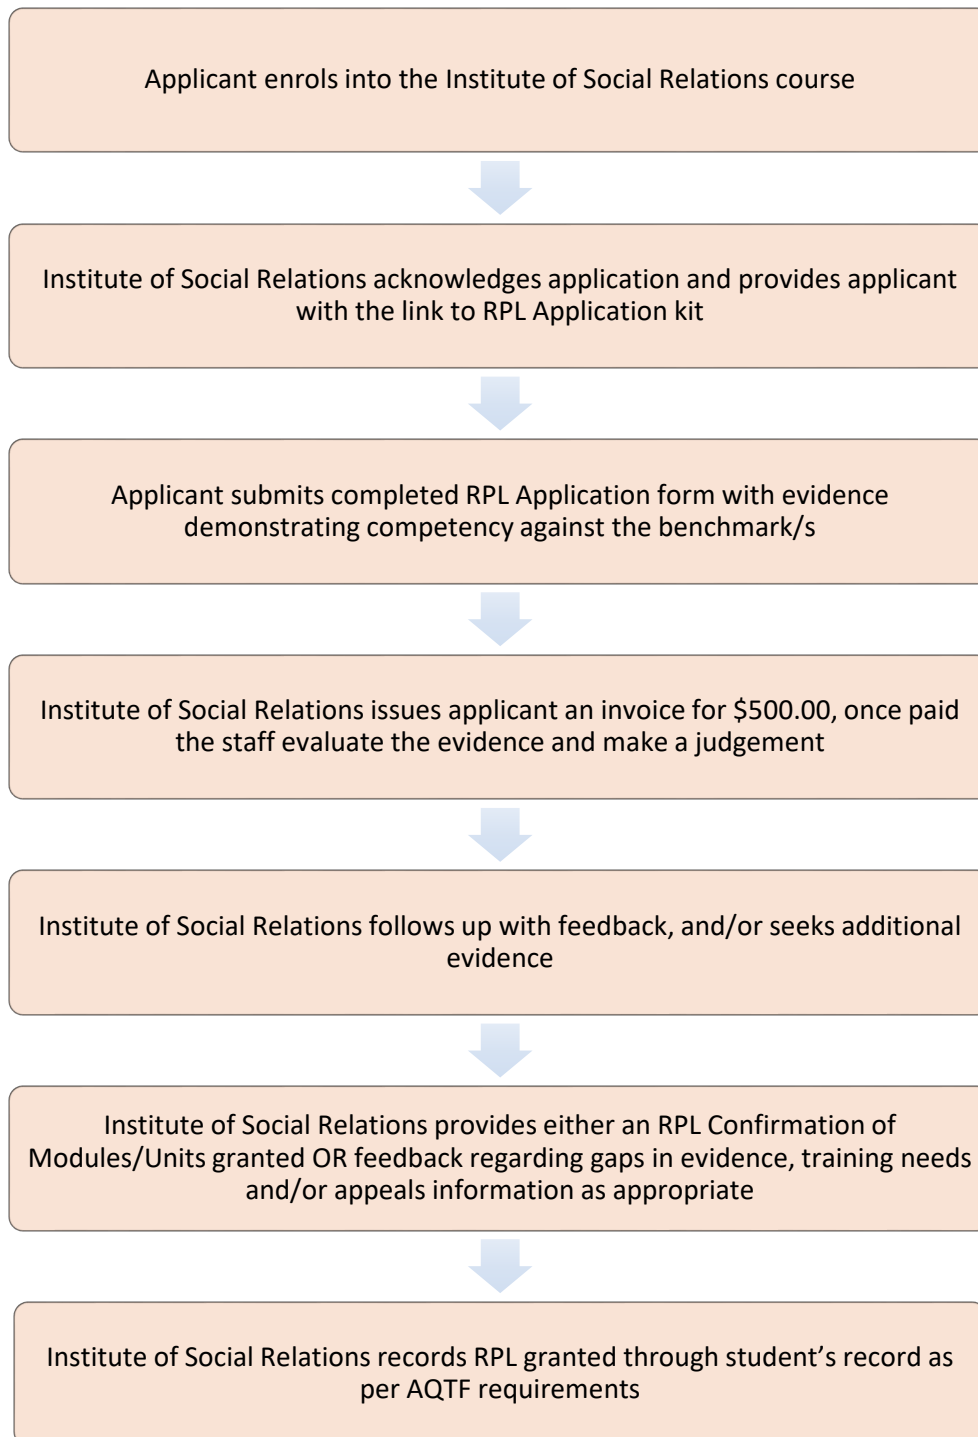 Applicant enrols into the Institute of Social Relations course
Institute of Social Relations acknowledges application and provides applicant
with the link to RPL Application kit
Applicant submits completed RPL Application form with evidence
demonstrating competency against the benchmark/s
Institute of Social Relations issues applicant an invoice for $500.00, once paid
the staff evaluate the evidence and make a judgement
Institute of Social Relations follows up with feedback, and/or seeks additional
evidence
Institute of Social Relations provides either an RPL Confirmation of
Modules/Units granted OR feedback regarding gaps in evidence, training needs
and/or appeals information as appropriate
Institute of Social Relations records RPL granted through student’s record as
per AQTF requirements